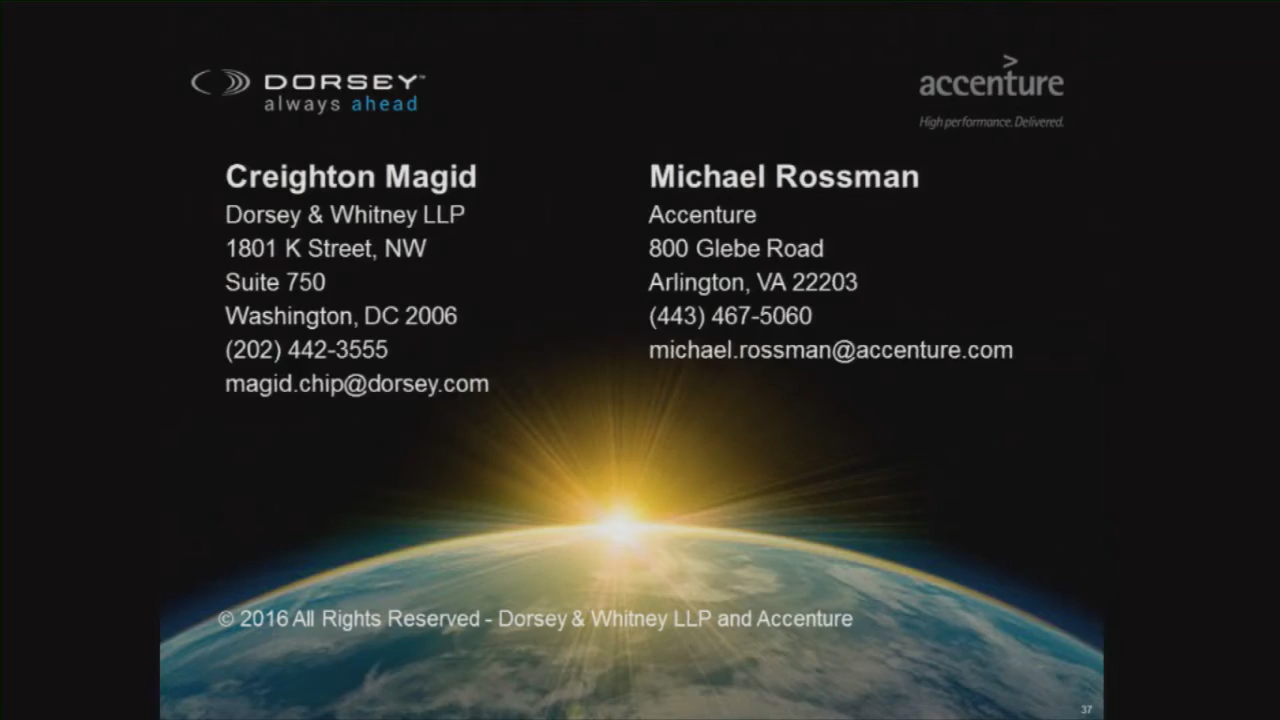 DORSEY™
always ahead
accenture
High performance. Delivered.
Creighton Magid
Dorsey & Whitney LLP
1801 K Street, NW
Suite 750
Washington, DC 2006
(202) 442-3555
magid.chip@dorsey.com
Michael Rossman
Accenture
800 Glebe Road
Arlington, VA 22203
(443) 467-5060
michael.rossman@accenture.com
© 2016 All Rights Reserved - Dorsey & Whitney LLP and Accenture
37